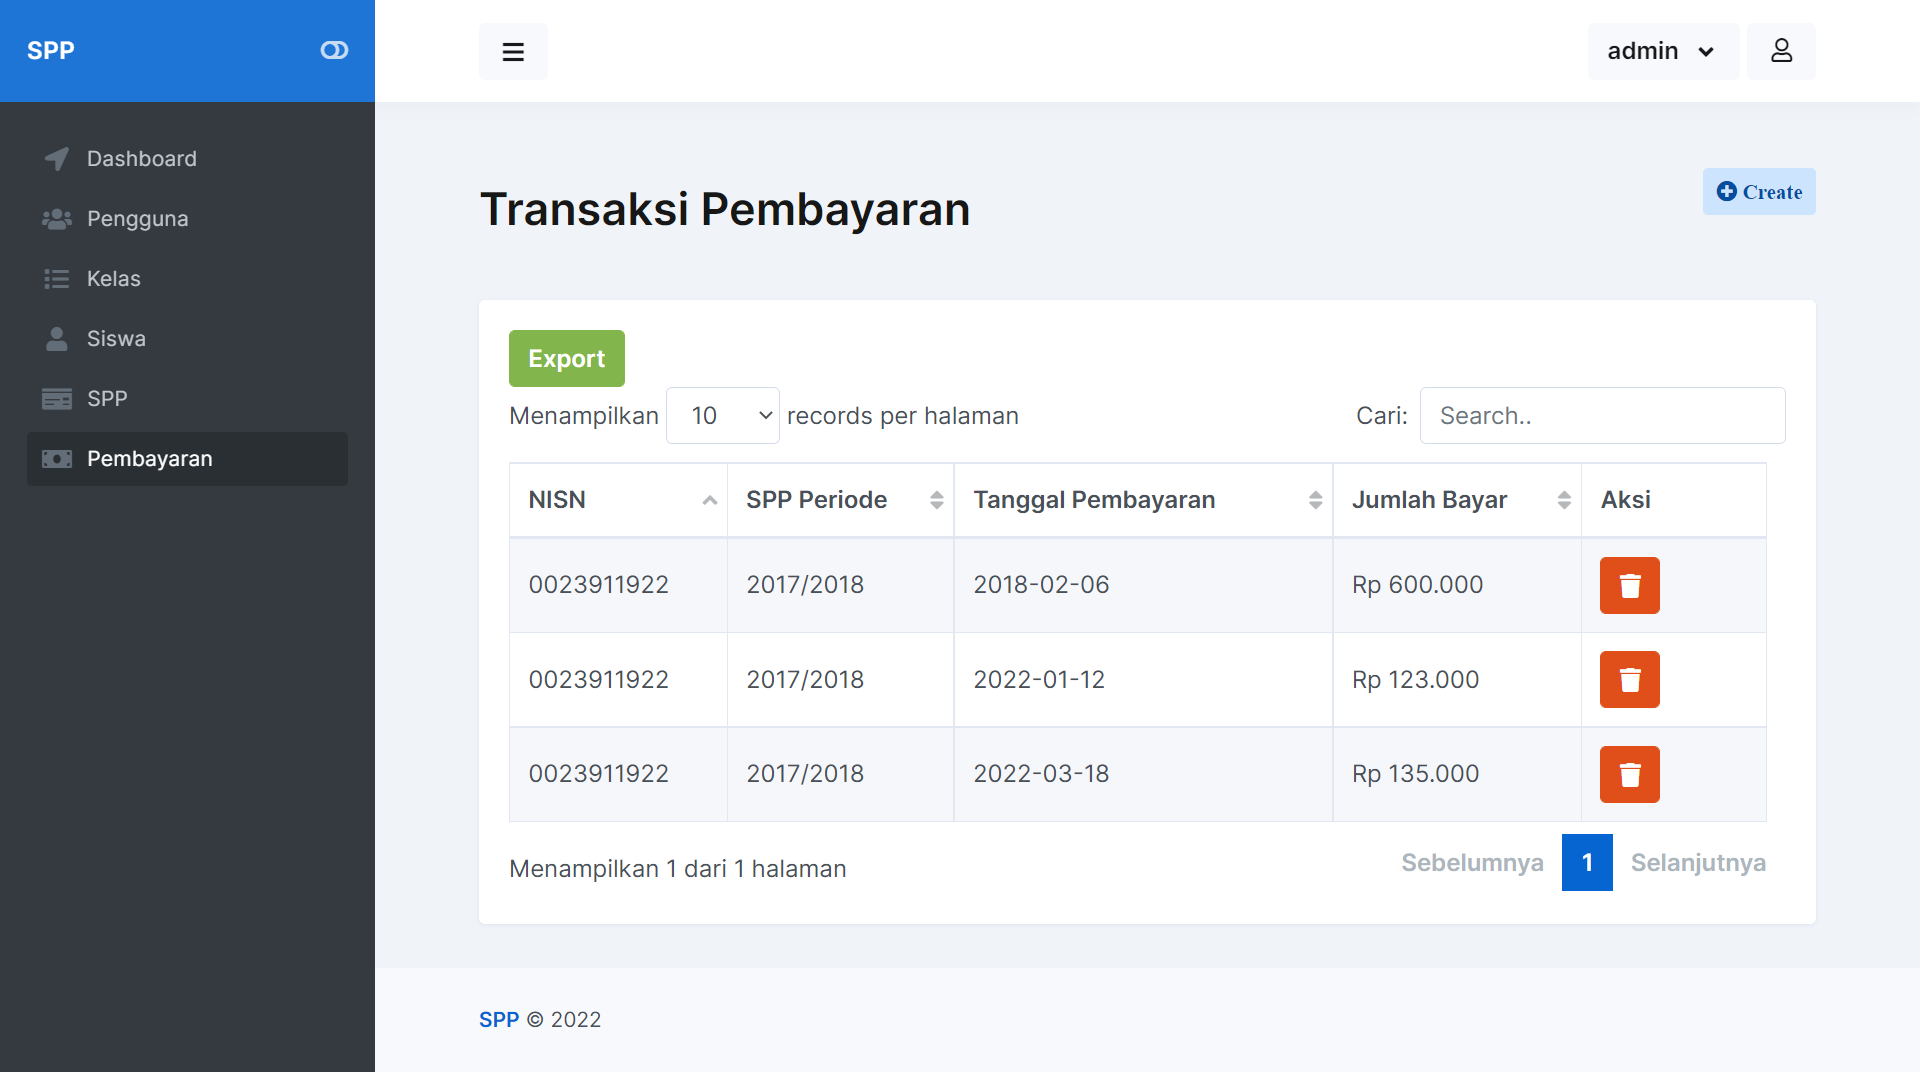 SPP
admin
Dashboard
Pengguna
Kelas
Siswa
SPP
Pembayaran
Transaksi Pembayaran
Create
Export
Menampilkan 10 records per halaman
Cari: Search..
NISN SPP Periode Tanggal Pembayaran Jumlah Bayar Aksi
0023911922 2017/2018 2018-02-06 Rp 600.000
0023911922 2017/2018 2022-01-12 Rp 123.000
0023911922 2017/2018 2022-03-18 Rp 135.000
Menampilkan 1 dari 1 halaman
Sebelumnya 1 Selanjutnya
SPP © 2022